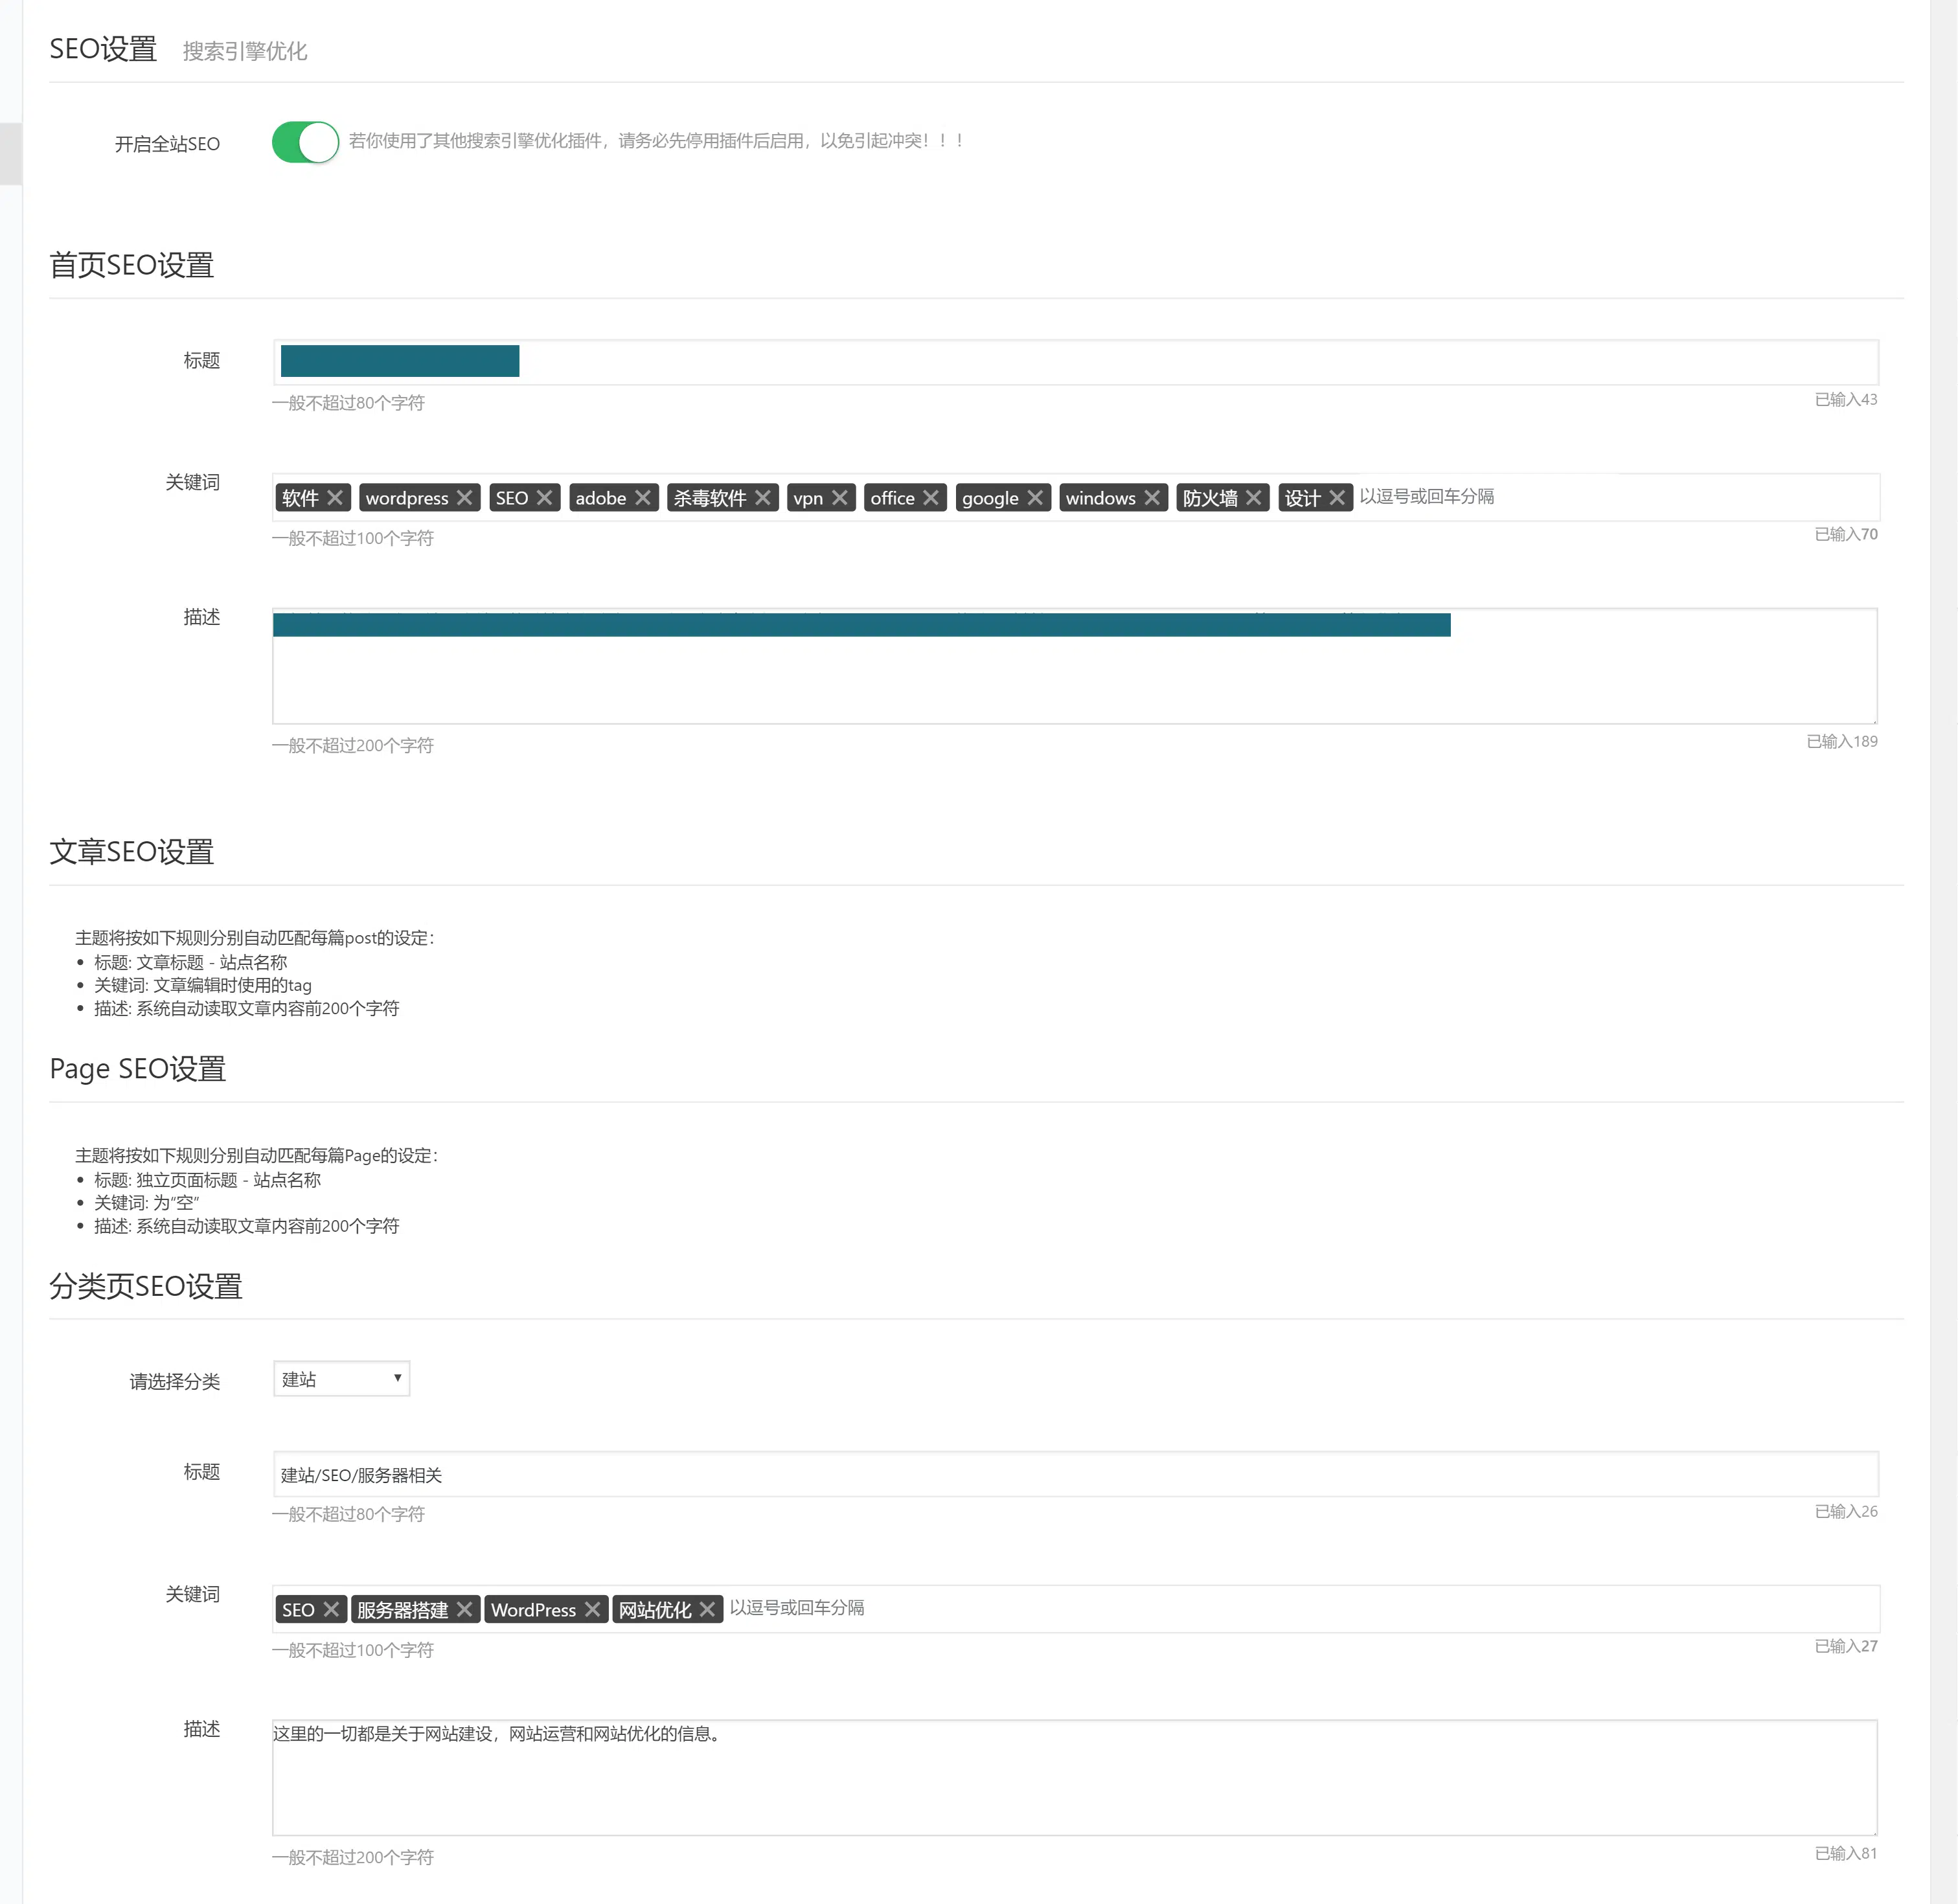 SEO设置 搜索引擎优化
开启全站SEO 若你使用了其他搜索引擎优化插件，请务必先停用插件后启用，以免引起冲突！！！
首页SEO设置
标题
一般不超过80个字符 已输入43
关键词 软件 wordpress SEO adobe 杀毒软件 vpn office google windows 防火墙 设计 以逗号或回车分隔
一般不超过100个字符 已输入70
描述
一般不超过200个字符 已输入189
文章SEO设置
主题将按如下规则分别自动匹配每篇post的设定：
• 标题: 文章标题 - 站点名称
• 关键词: 文章编辑时使用的tag
• 描述: 系统自动读取文章内容前200个字符
Page SEO设置
主题将按如下规则分别自动匹配每篇Page的设定：
• 标题: 独立页面标题 - 站点名称
• 关键词: 为“空”
• 描述: 系统自动读取文章内容前200个字符
分类页SEO设置
请选择分类 建站
标题 建站/SEO/服务器相关
一般不超过80个字符 已输入26
关键词 SEO 服务器搭建 WordPress 网站优化 以逗号或回车分隔
一般不超过100个字符 已输入27
描述 这里的一切都是关于网站建设，网站运营和网站优化的信息。
一般不超过200个字符 已输入81